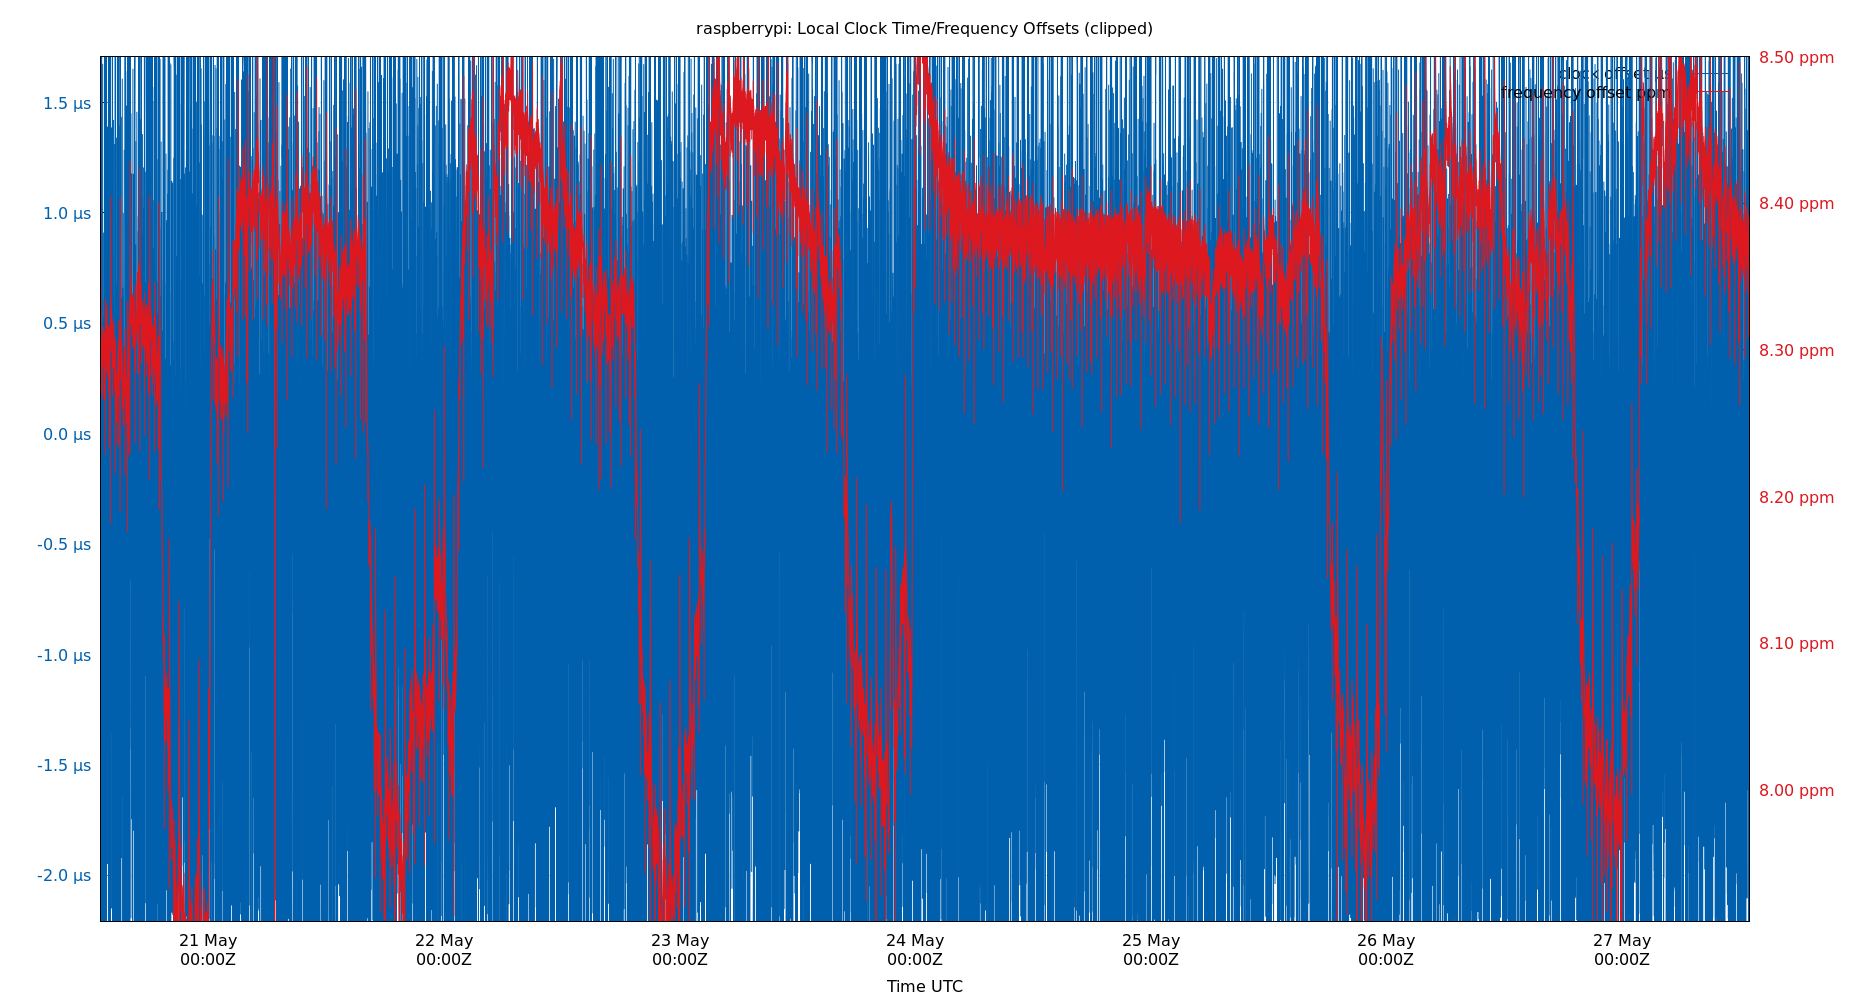 raspberrypi: Local Clock Time/Frequency Offsets (clipped)
8.50 ppm
clock offset µs
frequency offset ppm
1.5 µs
1.0 µs
8.40 ppm
0.5 µs
8.30 ppm
0.0 µs
8.20 ppm
-0.5 µs
8.10 ppm
-1.0 µs
-1.5 µs
8.00 ppm
-2.0 µs
21 May 22 May 23 May 24 May 25 May 26 May 27 May
00:00Z 00:00Z 00:00Z 00:00Z 00:00Z 00:00Z 00:00Z
Time UTC